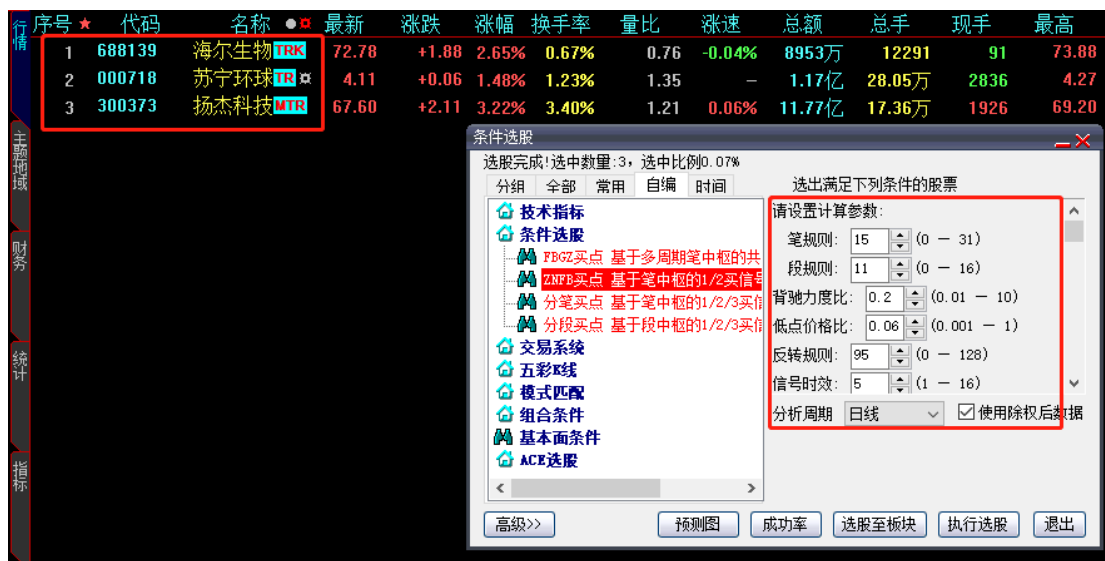 序号 ★ 代码 名称 最新 涨跌 涨幅 换手率 量比 涨速 总额 总手 现手 最高
1 688139 海尔生物 TRK 72.78 +1.88 2.65% 0.67% 0.76 -0.04% 8953万 12291 91 73.88
2 000718 苏宁环球 TR 4.11 +0.06 1.48% 1.23% 1.35 – 1.17亿 28.05万 2836 4.27
3 300373 扬杰科技 MTR 67.60 +2.11 3.22% 3.40% 1.21 0.06% 11.77亿 17.36万 1926 69.20
行情
主题地域
财务
统计
指标
条件选股
选股完成!选中数量:3，选中比例0.07%
分组 全部 常用 自编 时间
选出满足下列条件的股票
技术指标
条件选股
FBGZ买点 基于多周期笔中枢的共
ZNFB买点 基于笔中枢的1/2买信号
分笔买点 基于笔中枢的1/2/3买信
分段买点 基于段中枢的1/2/3买信
交易系统
五彩K线
模式匹配
组合条件
基本面条件
ACE选股
请设置计算参数:
笔规则: 15 (0 — 31)
段规则: 11 (0 — 16)
背驰力度比: 0.2 (0.01 — 10)
低点价格比: 0.06 (0.001 — 1)
反转规则: 95 (0 — 128)
信号时效: 5 (1 — 16)
分析周期 日线 使用除权后数据
高级>> 预测图 成功率 选股至板块 执行选股 退出